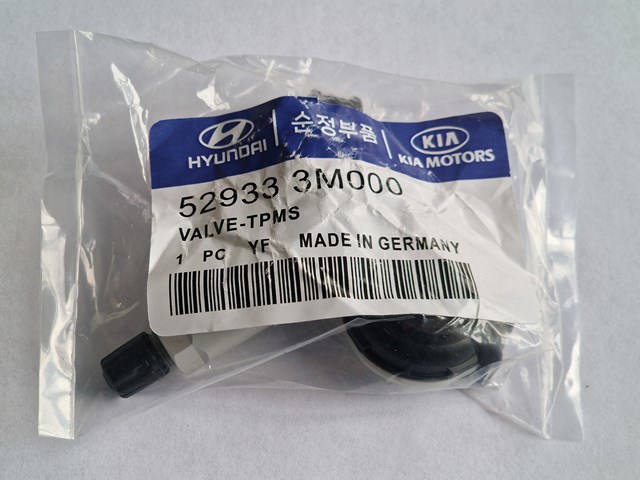 HYUNDAI
순정부품
KIA
KIA MOTORS
52933 3M000
VALVE-TPMS
1 PC YF MADE IN GERMANY